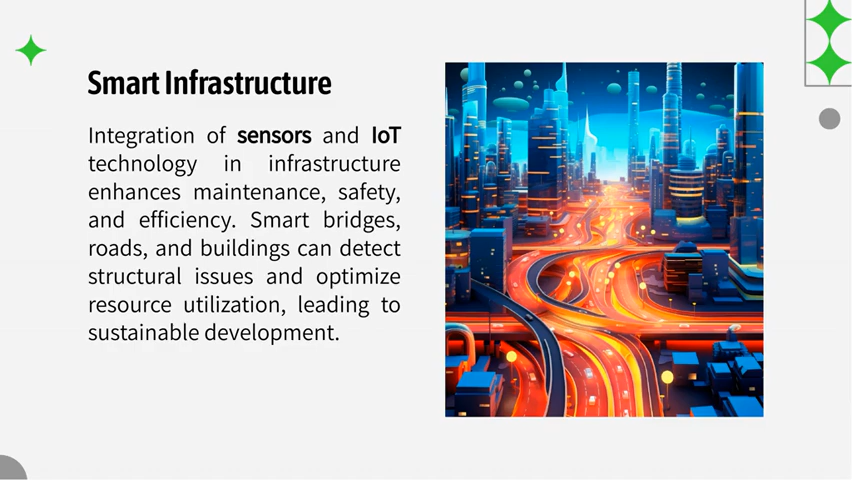 Smart Infrastructure
Integration of sensors and IoT
technology in infrastructure
enhances maintenance, safety,
and efficiency. Smart bridges,
roads, and buildings can detect
structural issues and optimize
resource utilization, leading to
sustainable development.